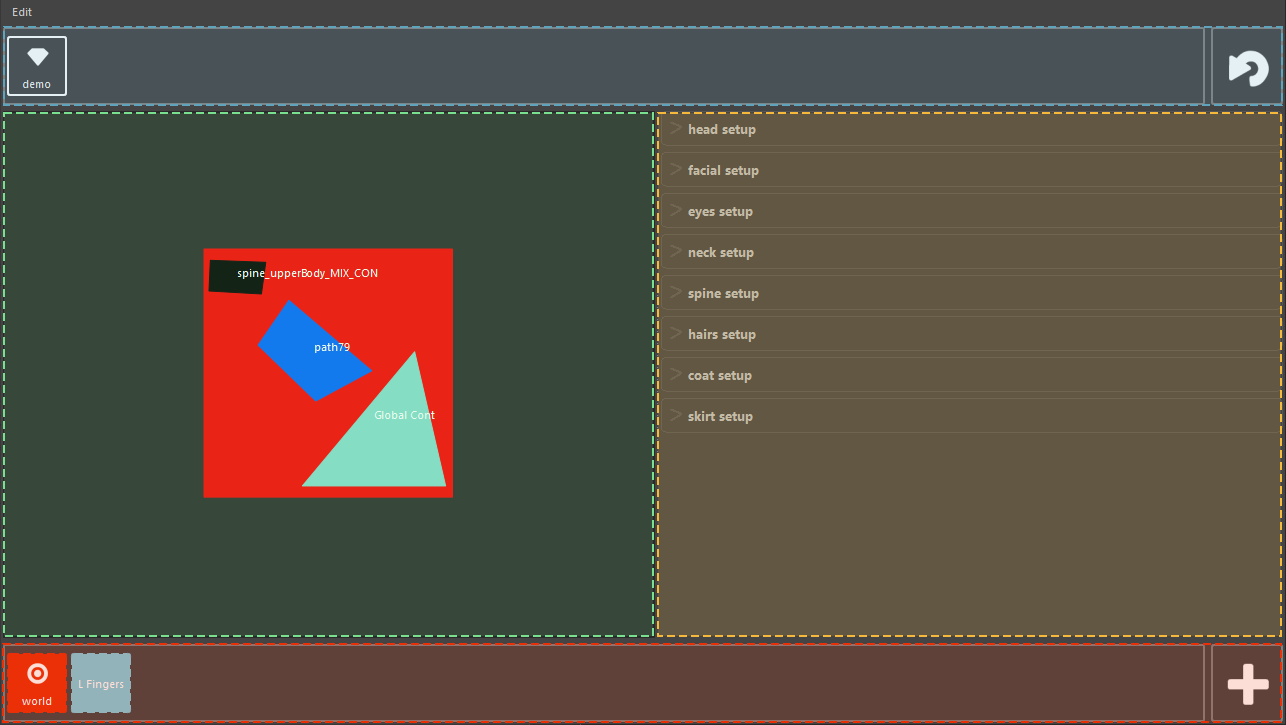 Edit
demo
spine_upperBody_MIX_CON
path79
Global Cont
head setup
facial setup
eyes setup
neck setup
spine setup
hairs setup
coat setup
skirt setup
world
L Fingers